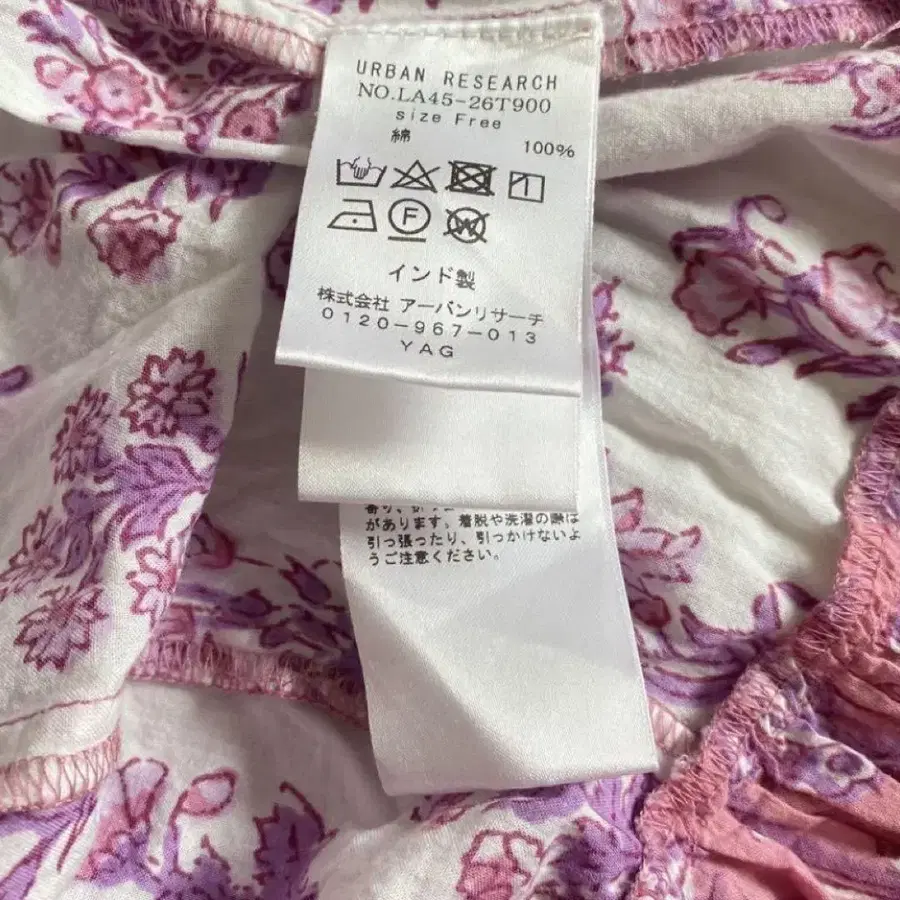 URBAN RESEARCH
NO.LA45-26T900
size Free
綿 100%
F
W
インド製
株式会社 アーバンリサーチ
0120-967-013
YAG
があります。着脱や洗濯の際は
引っ張ったり、引っかけないよ
うご注意ください。